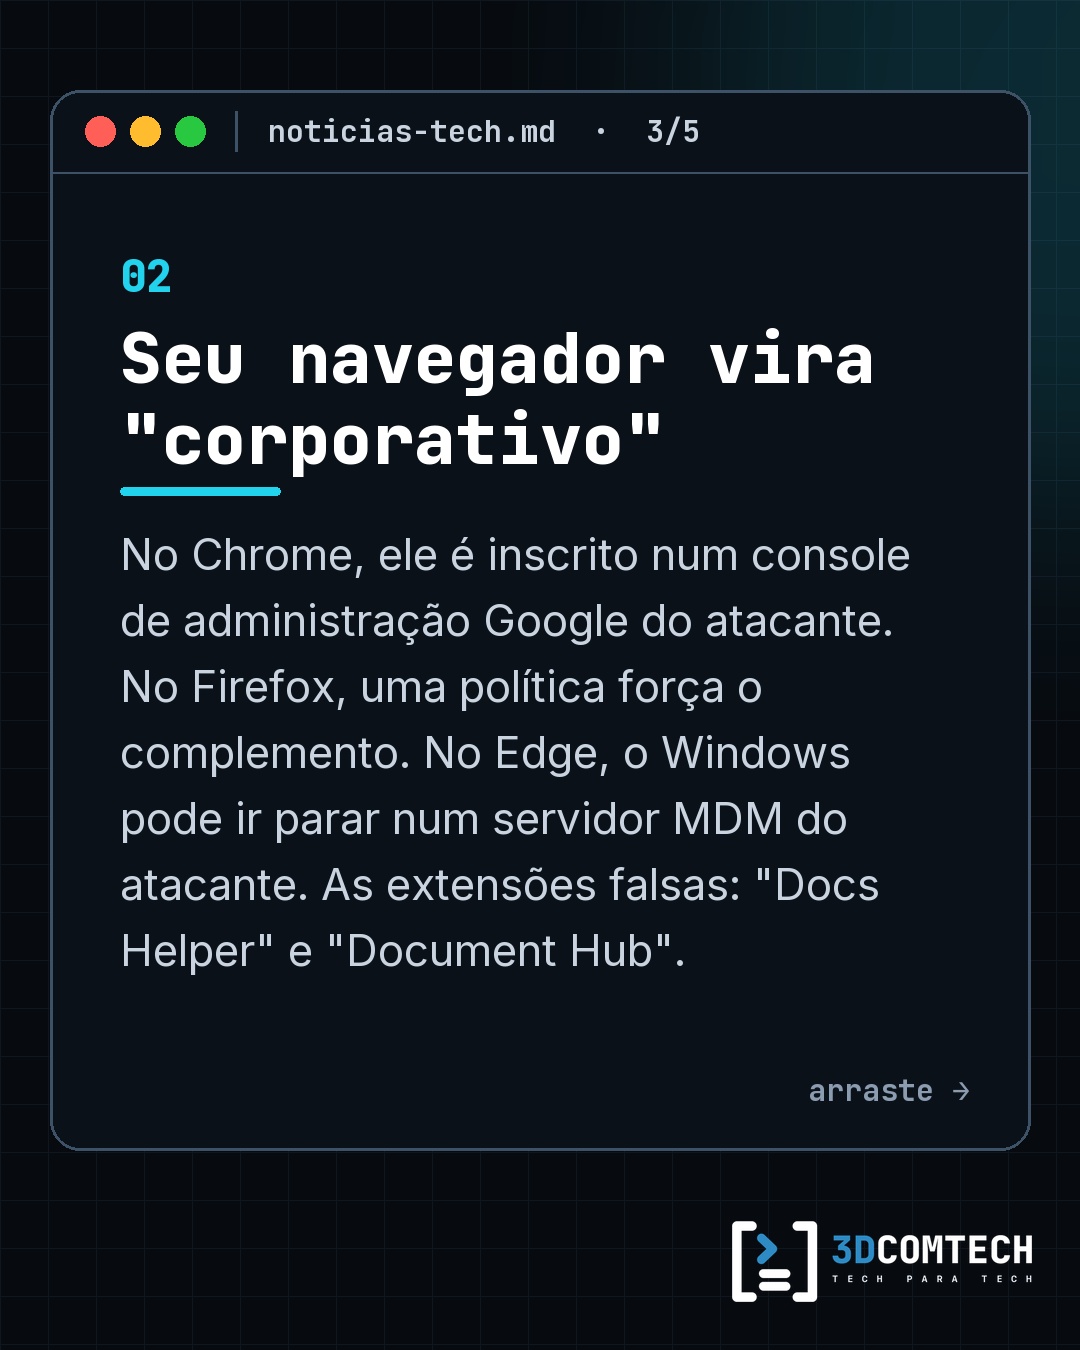 noticias-tech.md · 3/5
02
Seu navegador vira
"corporativo"
No Chrome, ele é inscrito num console
de administração Google do atacante.
No Firefox, uma política força o
complemento. No Edge, o Windows
pode ir parar num servidor MDM do
atacante. As extensões falsas: "Docs
Helper" e "Document Hub".
arraste →
3DCOMTECH
TECH PARA TECH